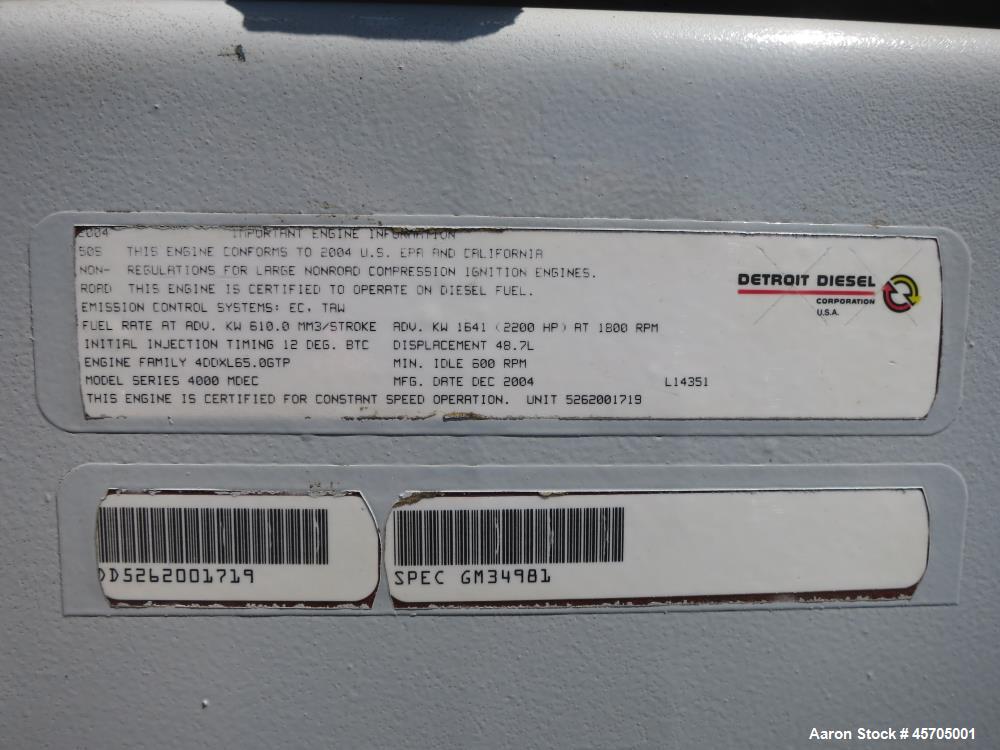 2004 IMPORTANT ENGINE INFORMATION
505 THIS ENGINE CONFORMS TO 2004 U.S. EPA AND CALIFORNIA
NON- REGULATIONS FOR LARGE NONROAD COMPRESSION IGNITION ENGINES.
ROAD THIS ENGINE IS CERTIFIED TO OPERATE ON DIESEL FUEL.
EMISSION CONTROL SYSTEMS: EC, TAW
FUEL RATE AT ADV. KW 610.0 MM3/STROKE ADV. KW 1641 (2200 HP) AT 1800 RPM
INITIAL INJECTION TIMING 12 DEG. BTC DISPLACEMENT 48.7L
ENGINE FAMILY 4DDXL65.0GTP MIN. IDLE 600 RPM
MODEL SERIES 4000 MDEC MFG. DATE DEC 2004 L14351
THIS ENGINE IS CERTIFIED FOR CONSTANT SPEED OPERATION. UNIT 5262001719
DETROIT DIESEL
CORPORATION
U.S.A.
DD5262001719
SPEC GM34981
Aaron Stock # 45705001